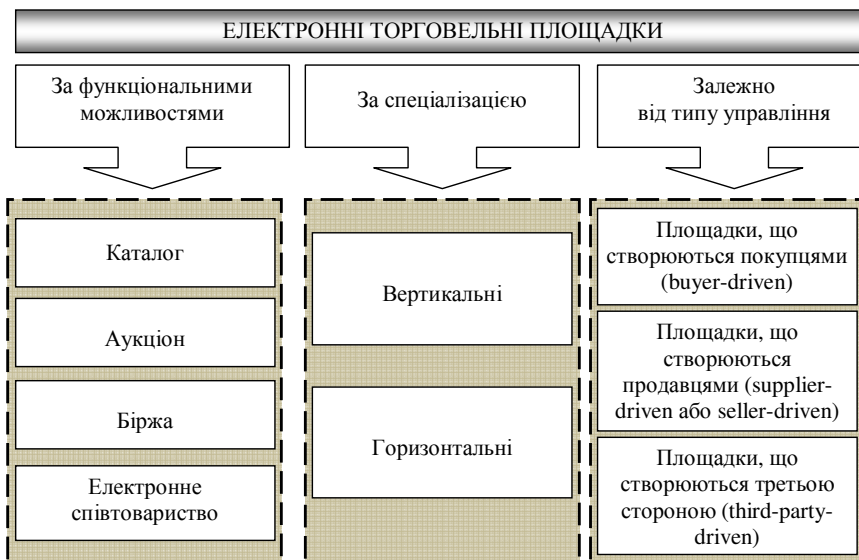 ЕЛЕКТРОННІ ТОРГОВЕЛЬНІ ПЛОЩАДКИ
За функціональними
можливостями
За спеціалізацією
Залежно
від типу управління
Каталог
Аукціон
Біржа
Електронне
співтовариство
Вертикальні
Горизонтальні
Площадки, що
створюються покупцями
(buyer-driven)
Площадки, що
створюються
продавцями (supplier-
driven або seller-driven)
Площадки, що
створюються третьою
стороною (third-party-
driven)